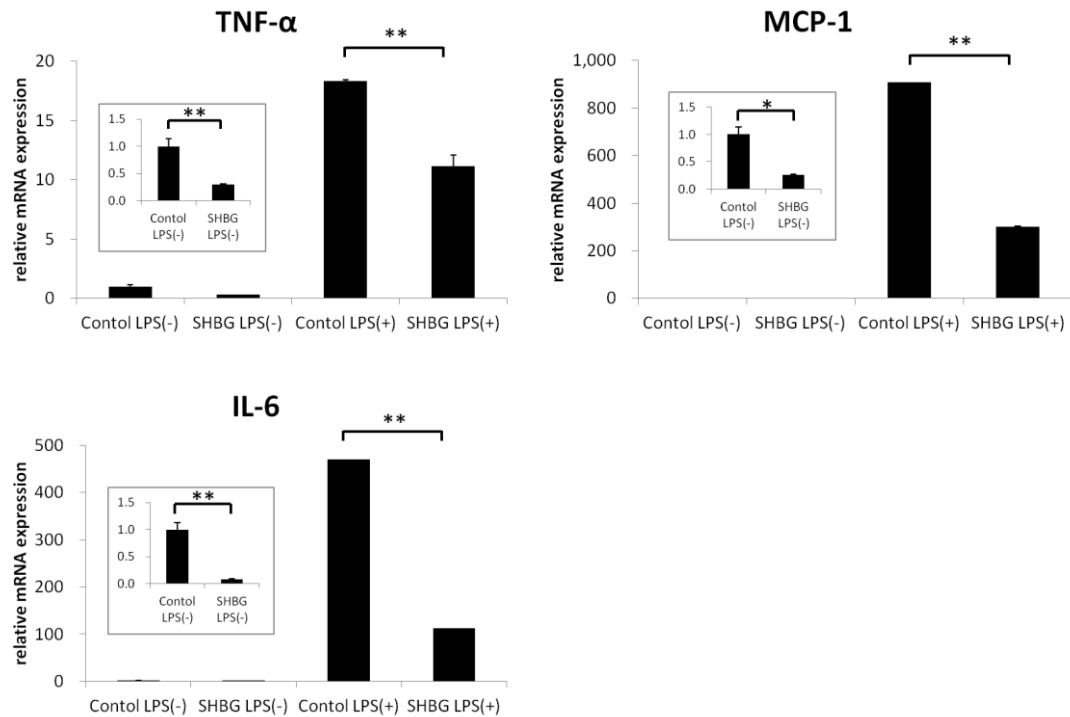 TNF-α
**
relative mRNA expression
20
15
10
5
0
**
1.5
1.0
0.5
0.0
Contol LPS(-) SHBG LPS(-)
Contol LPS(-) SHBG LPS(-) Contol LPS(+) SHBG LPS(+)
MCP-1
**
relative mRNA expression
1,000
800
600
400
200
0
*
1.5
1.0
0.5
0.0
Contol LPS(-) SHBG LPS(-)
Contol LPS(-) SHBG LPS(-) Contol LPS(+) SHBG LPS(+)
IL-6
**
relative mRNA expression
500
400
300
200
100
0
**
1.5
1.0
0.5
0.0
Contol LPS(-) SHBG LPS(-)
Contol LPS(-) SHBG LPS(-) Contol LPS(+) SHBG LPS(+)